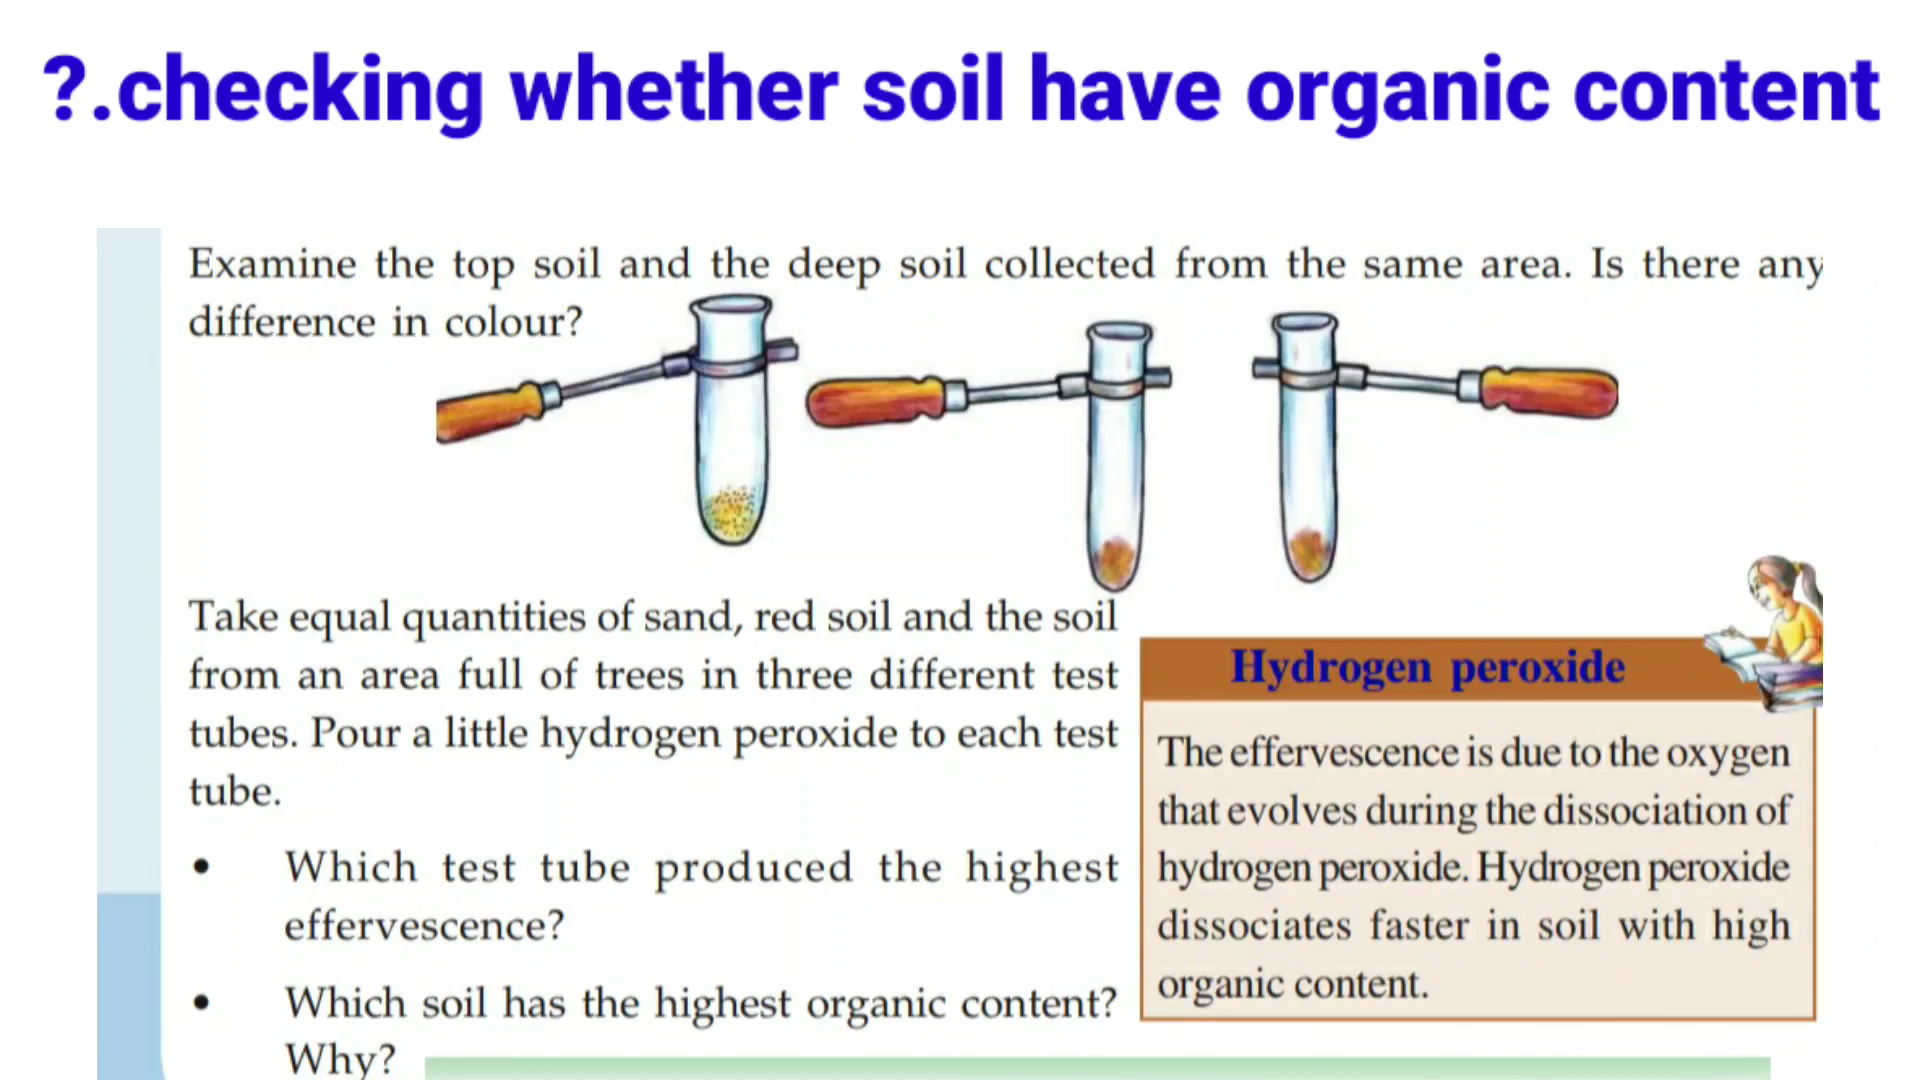 ?.checking whether soil have organic content
Examine the top soil and the deep soil collected from the same area. Is there any
difference in colour?
Take equal quantities of sand, red soil and the soil
from an area full of trees in three different test
tubes. Pour a little hydrogen peroxide to each test
tube.
• Which test tube produced the highest
effervescence?
• Which soil has the highest organic content?
Why?
Hydrogen peroxide
The effervescence is due to the oxygen
that evolves during the dissociation of
hydrogen peroxide. Hydrogen peroxide
dissociates faster in soil with high
organic content.